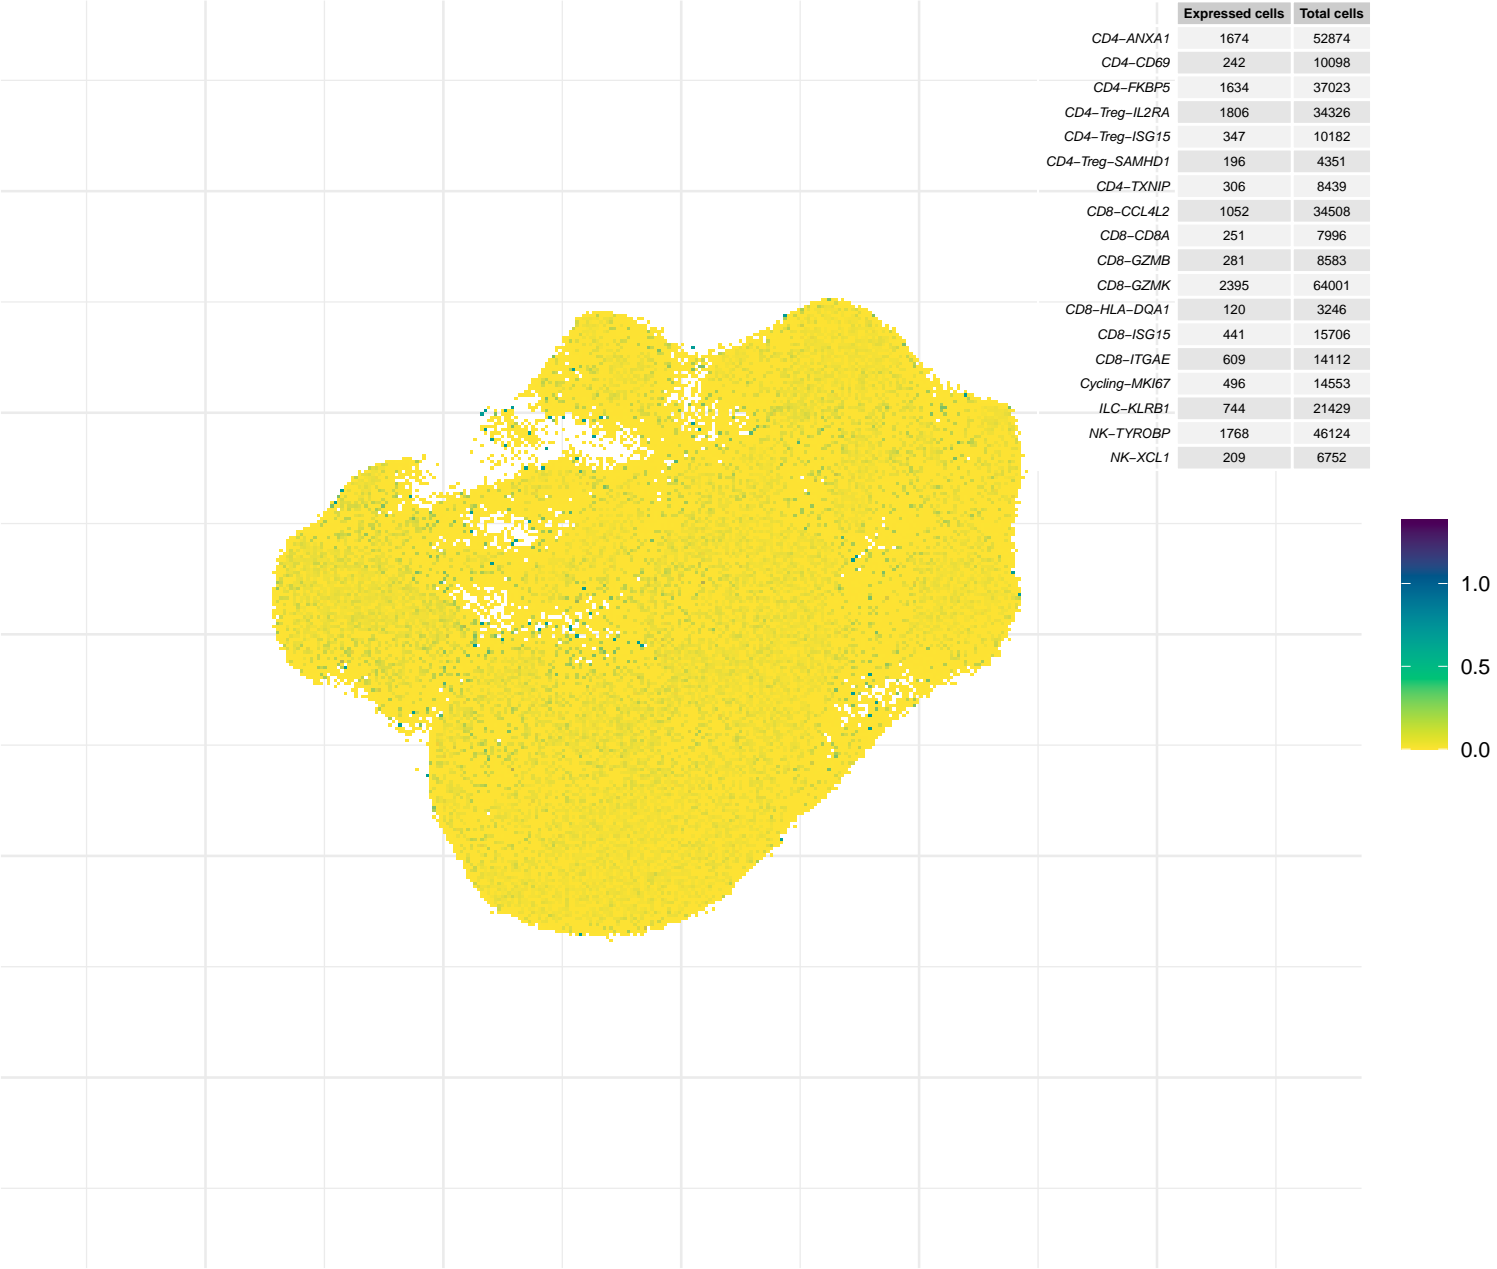 Expressed cells Total cells
CD4−ANXA1 1674 52874
CD4−CD69 242 10098
CD4−FKBP5 1634 37023
CD4−Treg−IL2RA 1806 34326
CD4−Treg−ISG15 347 10182
CD4−Treg−SAMHD1 196 4351
CD4−TXNIP 306 8439
CD8−CCL4L2 1052 34508
CD8−CD8A 251 7996
CD8−GZMB 281 8583
CD8−GZMK 2395 64001
CD8−HLA−DQA1 120 3246
CD8−ISG15 441 15706
CD8−ITGAE 609 14112
Cycling−MKI67 496 14553
ILC−KLRB1 744 21429
NK−TYROBP 1768 46124
NK−XCL1 209 6752
1.0
0.5
0.0